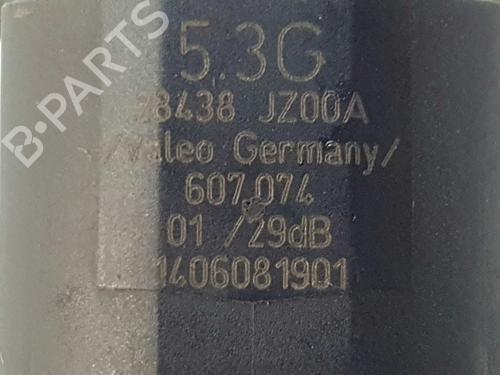 B-PARTS
5.3G
28438 JZ00A
/Valeo Germany/
607.074
01 /29dB
1406081901